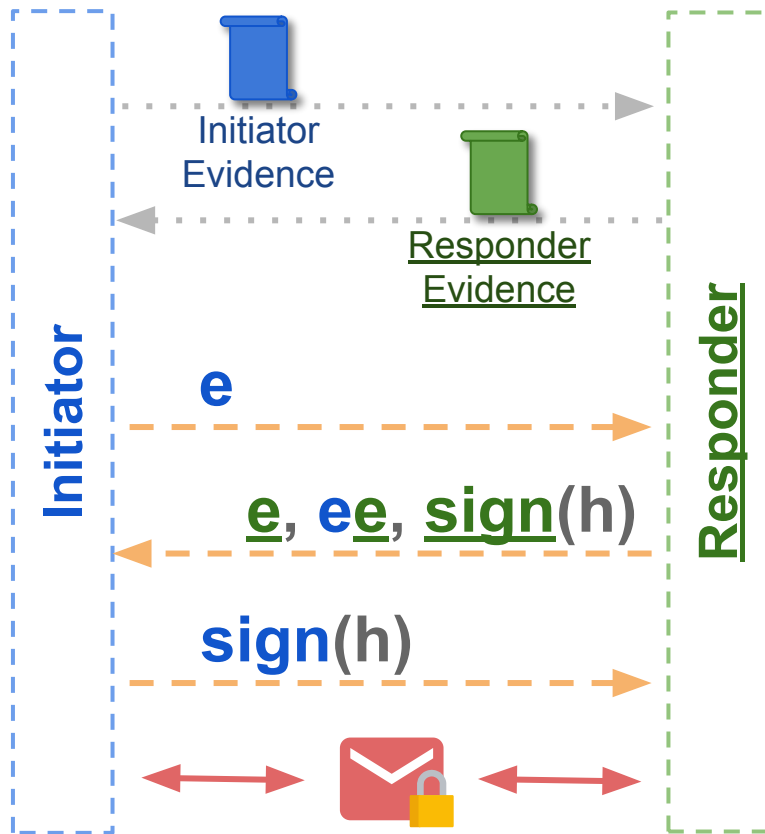 Initiator
Evidence
Responder
Evidence
Initiator
Responder
e
e, ee, sign(h)
sign(h)